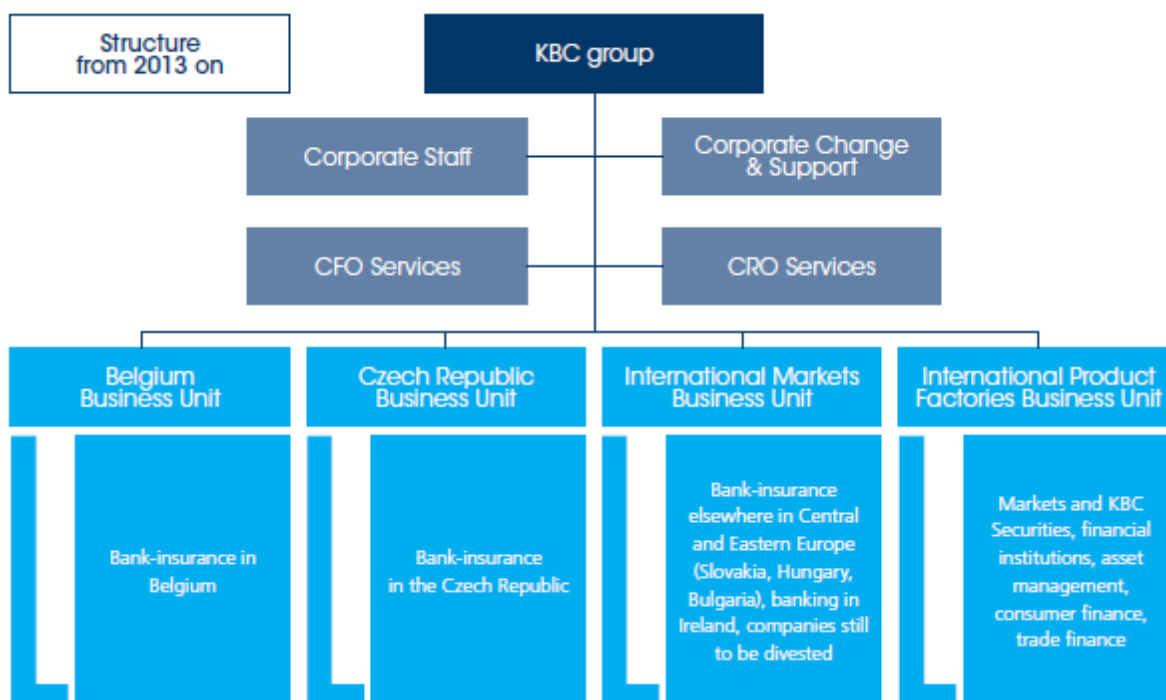 Structure
from 2013 on
KBC group
Corporate Staff
Corporate Change
& Support
CFO Services
CRO Services
Belgium
Business Unit
Czech Republic
Business Unit
International Markets
Business Unit
International Product
Factories Business Unit
Bank-insurance in
Belgium
Bank-insurance
in the Czech Republic
Bank-insurance
elsewhere in Central
and Eastern Europe
(Slovakia, Hungary,
Bulgaria), banking in
Ireland, companies still
to be divested
Markets and KBC
Securities, financial
institutions, asset
management,
consumer finance,
trade finance